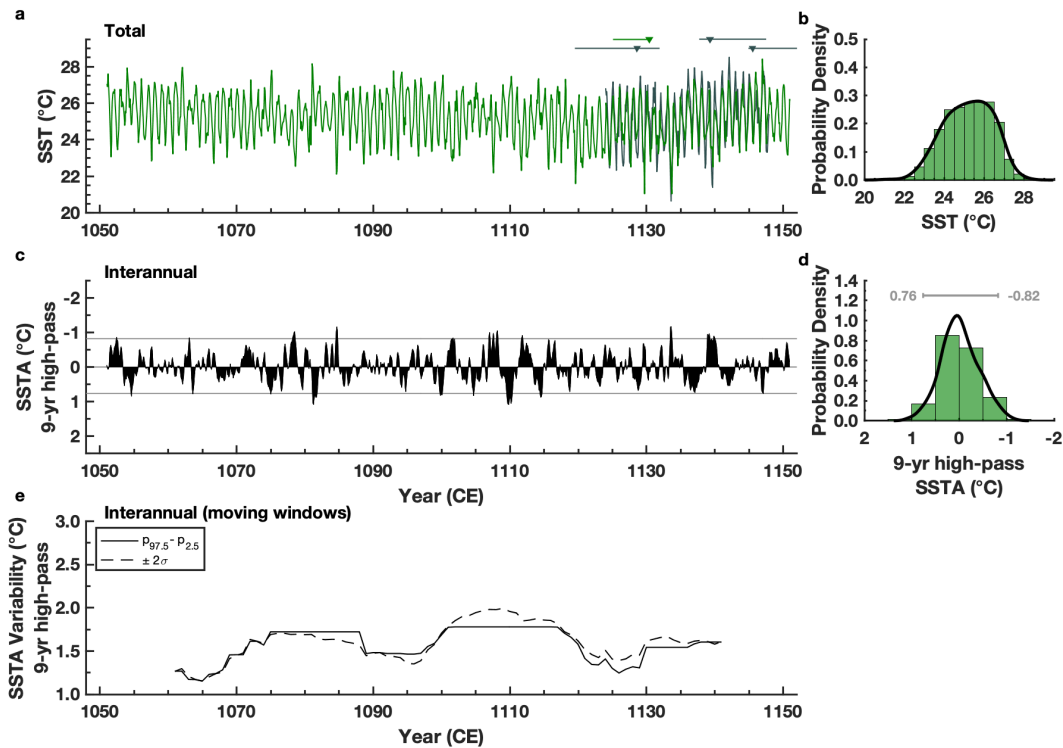 a
Total
SST (°C)
28
26
24
22
20
1050
1070
1090
1110
1130
1150
b
Probability Density
0.5
0.4
0.3
0.2
0.1
0.0
20
22
24
26
28
SST (°C)
c
Interannual
SSTA (°C)
9-yr high-pass
-2
-1
0
1
2
1050
1070
1090
1110
1130
1150
Year (CE)
d
Probability Density
1.4
1.2
1.0
0.8
0.6
0.4
0.2
0.0
0.76
-0.82
2
1
0
-1
-2
9-yr high-pass
SSTA (°C)
e
Interannual (moving windows)
SSTA Variability (°C)
9-yr high-pass
3.0
2.5
2.0
1.5
1.0
p97.5 - p2.5
± 2σ
1050
1070
1090
1110
1130
1150
Year (CE)